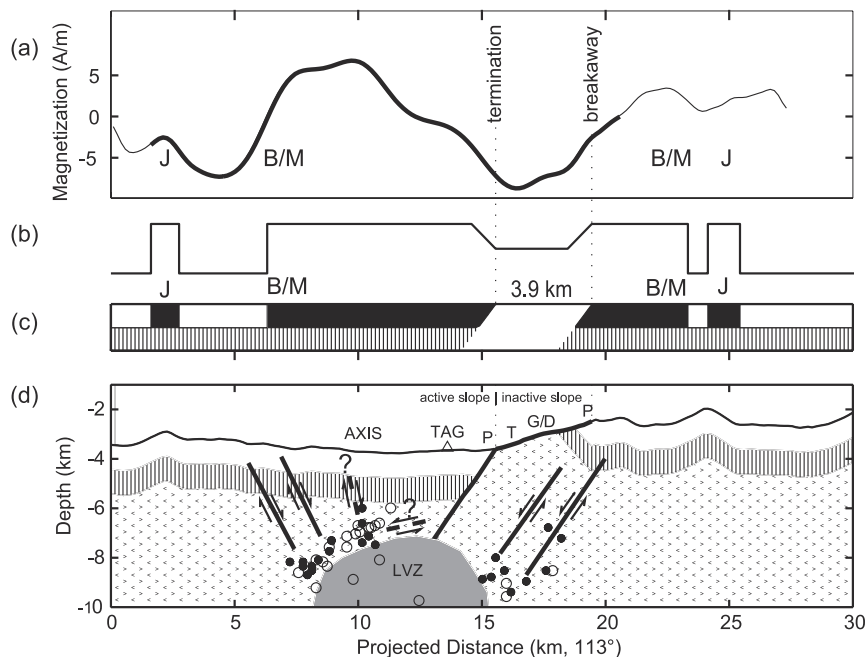 (a)
Magnetization (A/m)
5
0
-5
termination
breakaway
J
B/M
B/M
J
(b)
J
B/M
3.9 km
B/M
J
(c)
(d)
active slope | inactive slope
Depth (km)
-2
-4
-6
-8
-10
AXIS
TAG
P
T
G/D
P
?
?
LVZ
0
5
10
15
20
25
30
Projected Distance (km, 113°)